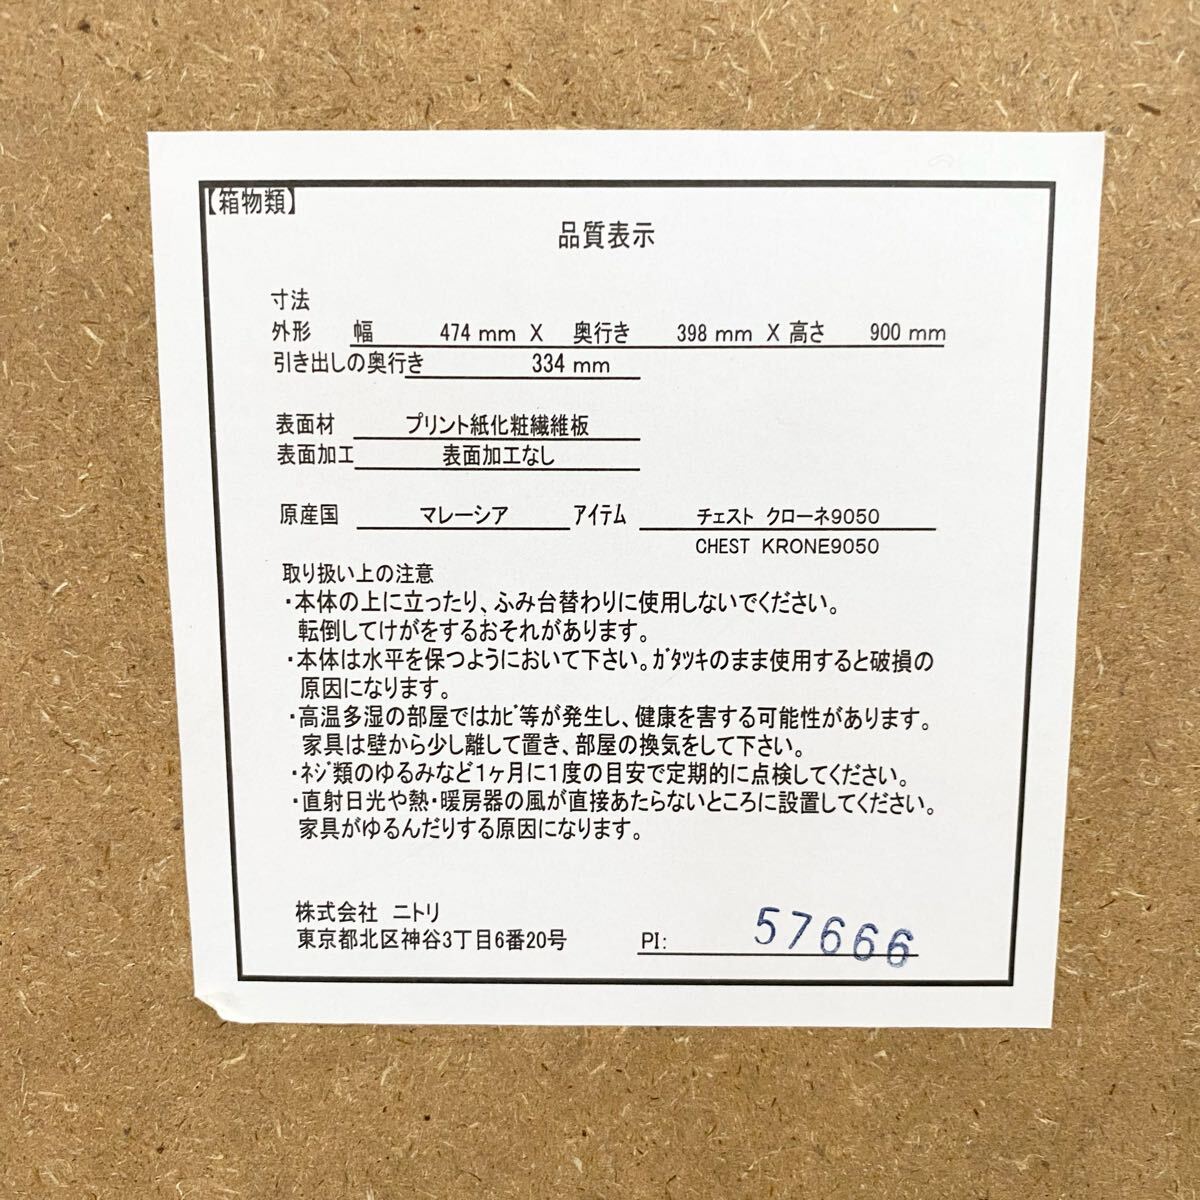 【箱物類】
品質表示
寸法
外形 幅 474 mm X 奥行き 398 mm X 高さ 900 mm
引き出しの奥行き 334 mm
表面材 プリント紙化粧繊維板
表面加工 表面加工なし
原産国 マレーシア ｱｲﾃﾑ チェスト クローネ9050
CHEST KRONE9050
取り扱い上の注意
・本体の上に立ったり、ふみ台替わりに使用しないでください。
転倒してけがをするおそれがあります。
・本体は水平を保つようにおいて下さい。ｶﾞﾀﾂｷのまま使用すると破損の
原因になります。
・高温多湿の部屋ではｶﾋﾞ等が発生し、健康を害する可能性があります。
家具は壁から少し離して置き、部屋の換気をして下さい。
・ﾈｼﾞ類のゆるみなど1ヶ月に1度の目安で定期的に点検してください。
・直射日光や熱・暖房器の風が直接あたらないところに設置してください。
家具がゆるんだりする原因になります。
株式会社 ニトリ
東京都北区神谷3丁目6番20号 PI: 57666